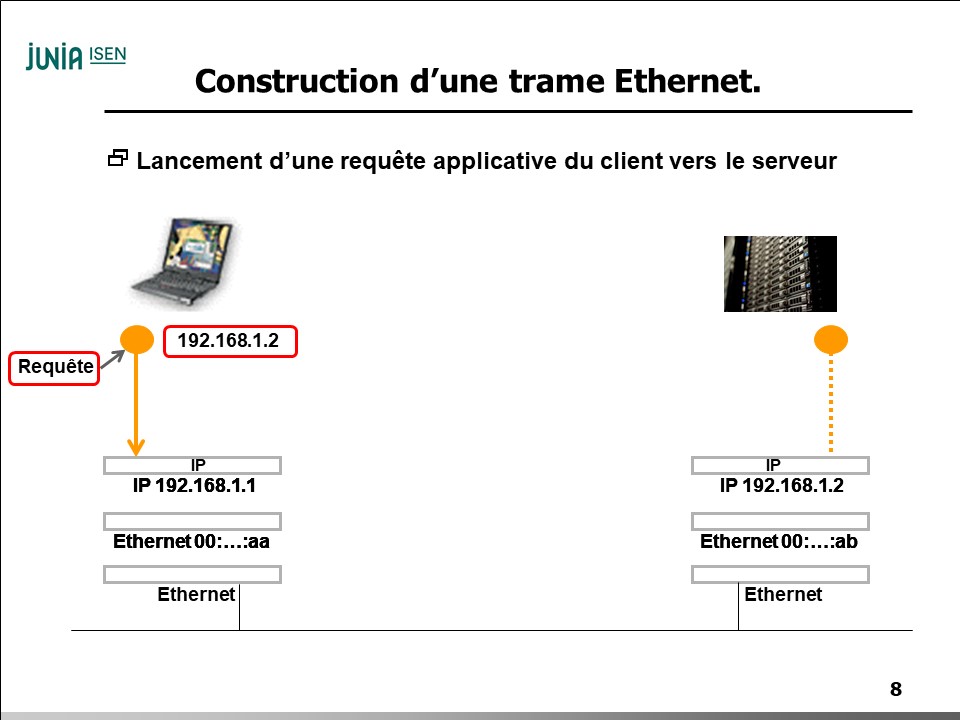 JUNIA ISEN
Construction d’une trame Ethernet.
Lancement d’une requête applicative du client vers le serveur
192.168.1.2
Requête
IP
IP 192.168.1.1
Ethernet 00:…:aa
Ethernet
IP
IP 192.168.1.2
Ethernet 00:…:ab
Ethernet
8